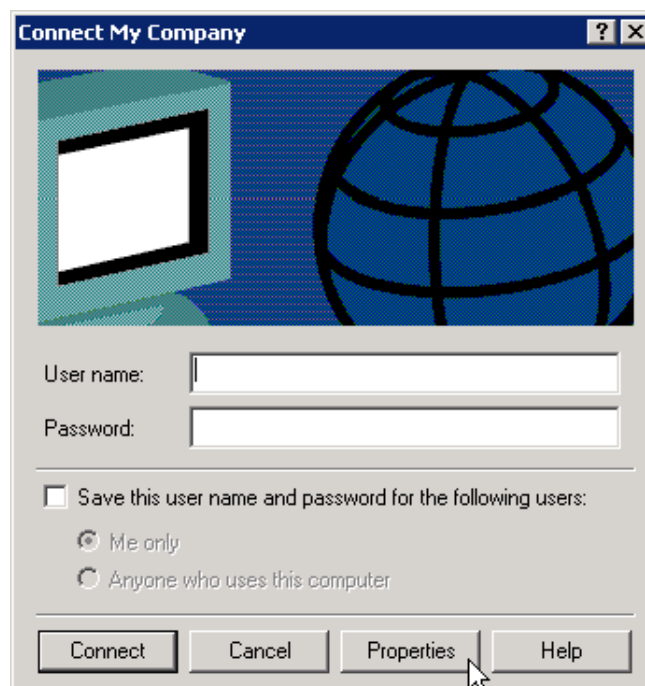 Connect My Company
User name:
Password:
Save this user name and password for the following users:
Me only
Anyone who uses this computer
Connect Cancel Properties Help